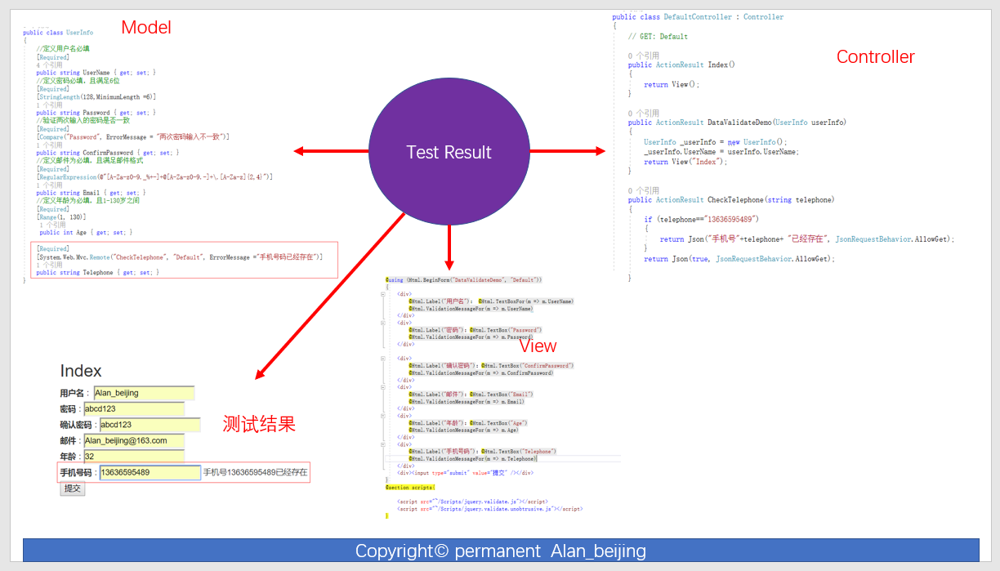 Model
public class UserInfo
{
//定义用户名必填
[Required]
4 个引用
public string UserName { get; set; }
//定义密码必填，且满足6位
[Required]
[StringLength(128,MinimumLength =6)]
1 个引用
public string Password { get; set; }
//验证两次输入的密码是否一致
[Required]
[Compare("Password", ErrorMessage = "两次密码输入不一致")]
1 个引用
public string ConfirmPassword { get; set; }
//定义邮件为必填，且满足邮件格式
[Required]
[RegularExpression(@"[A-Za-z0-9._%+-]+@[A-Za-z0-9.-]+\.[A-Za-z]{2,4}")]
1 个引用
public string Email { get; set; }
//定义年龄为必填，且1-130岁之间
[Required]
[Range(1, 130)]
1 个引用
public int Age { get; set; }
[Required]
[System.Web.Mvc.Remote("CheckTelephone", "Default", ErrorMessage ="手机号码已经存在")]
1 个引用
public string Telephone { get; set; }
}
Test Result
Controller
public class DefaultController : Controller
{
// GET: Default
0 个引用
public ActionResult Index()
{
return View();
}
0 个引用
public ActionResult DataValidateDemo(UserInfo userInfo)
{
UserInfo _userInfo = new UserInfo();
_userInfo.UserName = userInfo.UserName;
return View("Index");
}
0 个引用
public ActionResult CheckTelephone(string telephone)
{
if (telephone=="13636595489")
{
return Json("手机号"+telephone+ "已经存在", JsonRequestBehavior.AllowGet);
}
return Json(true, JsonRequestBehavior.AllowGet);
}
View
@using (Html.BeginForm("DataValidateDemo", "Default"))
{
<div>
@Html.Label("用户名"): @Html.TextBoxFor(m => m.UserName)
@Html.ValidationMessageFor(m => m.UserName)
</div>
<div>
@Html.Label("密码"): @Html.TextBox("Password")
@Html.ValidationMessageFor(m => m.Password)
</div>
<div>
@Html.Label("确认密码"): @Html.TextBox("ConfirmPassword")
@Html.ValidationMessageFor(m => m.ConfirmPassword)
</div>
<div>
@Html.Label("邮件"): @Html.TextBox("Email")
@Html.ValidationMessageFor(m => m.Email)
</div>
<div>
@Html.Label("年龄"): @Html.TextBox("Age")
@Html.ValidationMessageFor(m => m.Age)
</div>
<div>
@Html.Label("手机号码"): @Html.TextBox("Telephone")
@Html.ValidationMessageFor(m => m.Telephone)
</div>
<div><input type="submit" value="提交" /></div>
}
@section scripts{
<script src="~/Scripts/jquery.validate.js"></script>
<script src="~/Scripts/jquery.validate.unobtrusive.js"></script>
}
Index
用户名： Alan_beijing
密码：abcd123
确认密码：abcd123
邮件：Alan_beijing@163.com
年龄：32
手机号码：13636595489 手机号13636595489已经存在
提交
测试结果
Copyright© permanent Alan_beijing